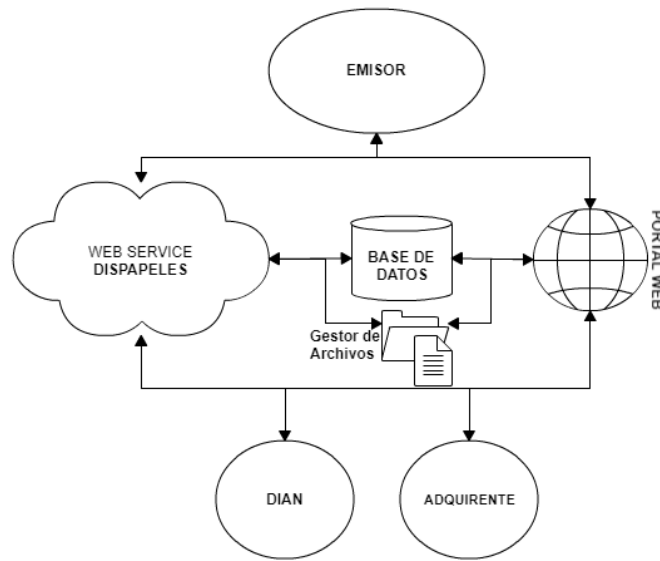 EMISOR
WEB SERVICE
DISPAPELES
BASE DE
DATOS
PORTAL WEB
Gestor de
Archivos
DIAN
ADQUIRENTE